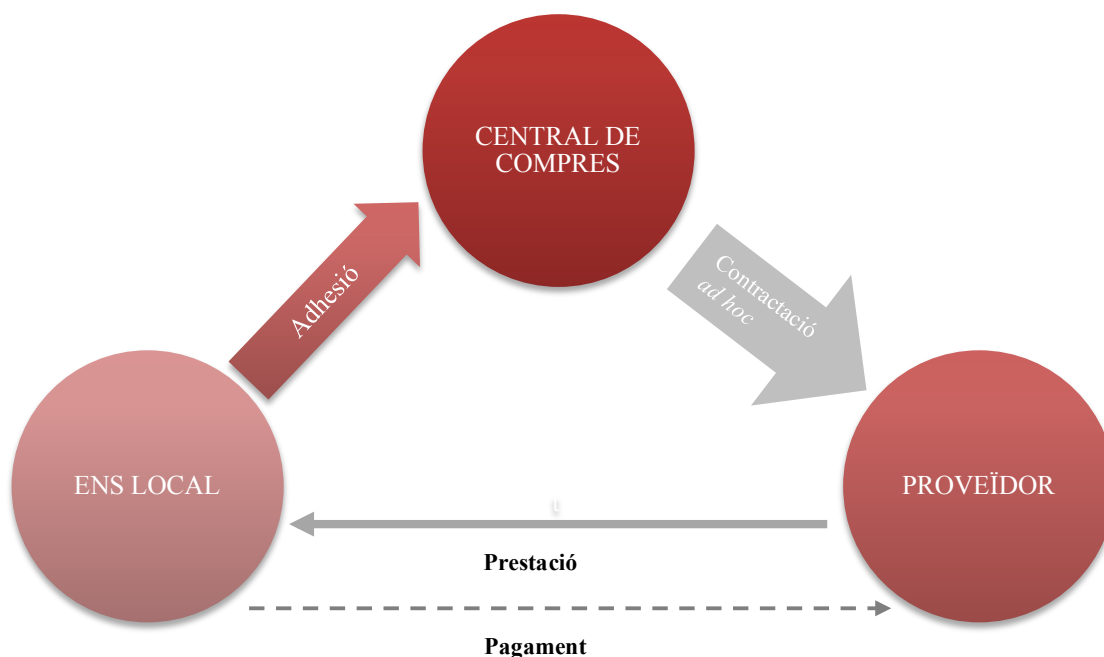 CENTRAL DE
COMPRES
Adhesió
Contractació
ad hoc
ENS LOCAL
PROVEÏDOR
t
Prestació
Pagament